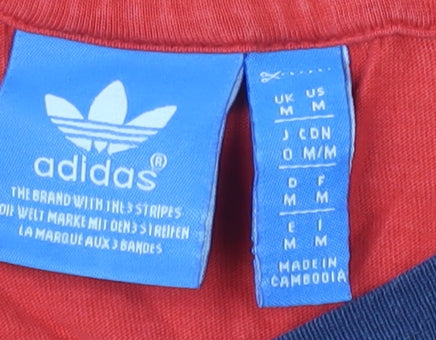 adidas®
THE BRAND WITH THE 3 STRIPES
DIE WELT MARKE MIT DEN 3 STREIFEN
LA MARQUE AUX 3 BANDES
UK US
M M
J CDN
O M/M
D F
M M
E I
M M
MADE IN
CAMBODIA